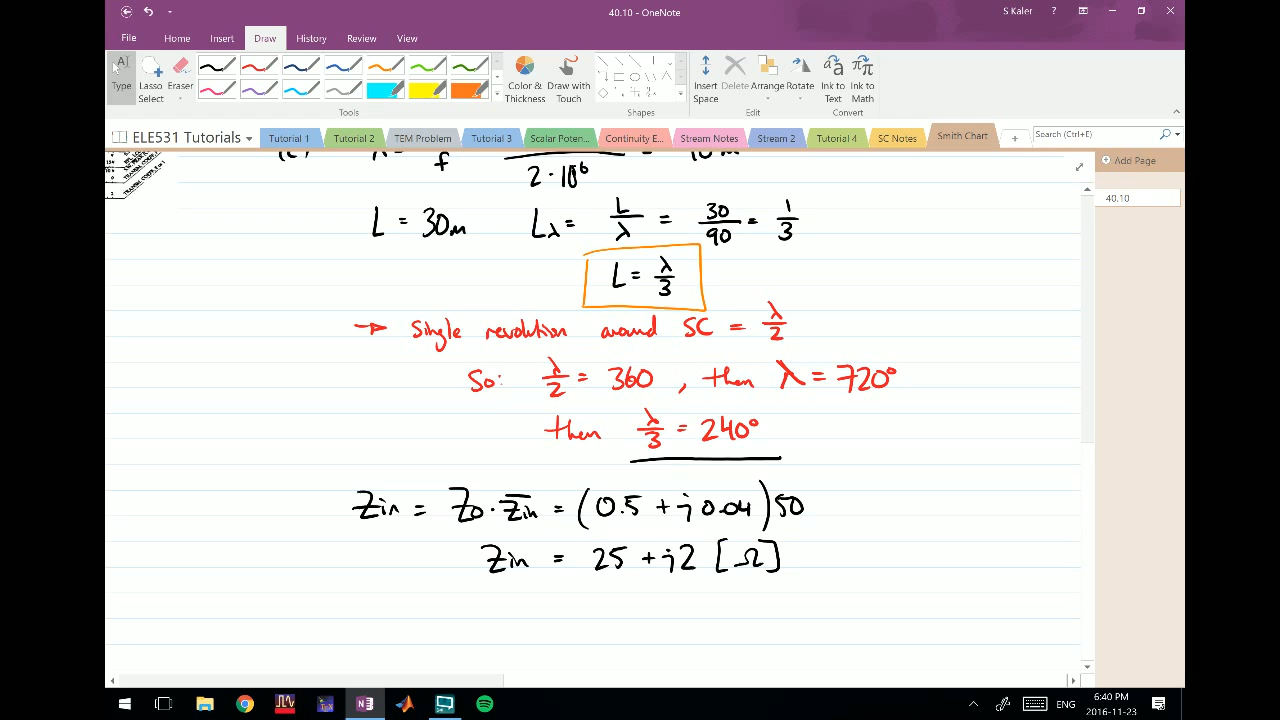 40.10 - OneNote
S Kaler
?
File Home Insert Draw History Review View
Type
Lasso Select
Eraser
Color & Thickness
Draw with Touch
Insert Space
Delete
Arrange
Rotate
Ink to Text
Ink to Math
Tools
Shapes
Edit
Convert
ELE531 Tutorials
Tutorial 1
Tutorial 2
TEM Problem
Tutorial 3
Scalar Poten...
Continuity E...
Stream Notes
Stream 2
Tutorial 4
SC Notes
Smith Chart
Search (Ctrl+E)
Add Page
40.10
f
2·10⁶
L = 30m Lλ = L/λ = 30/90 = 1/3
L = λ/3
→ Single revolution around SC = λ/2
So: λ/2 = 360, then λ = 720°
then λ/3 = 240°
Zin = Z0·Z̅in = (0.5 + j0.04)50
Zin = 25 + j2 [Ω]
ENG
6:40 PM
2016-11-23